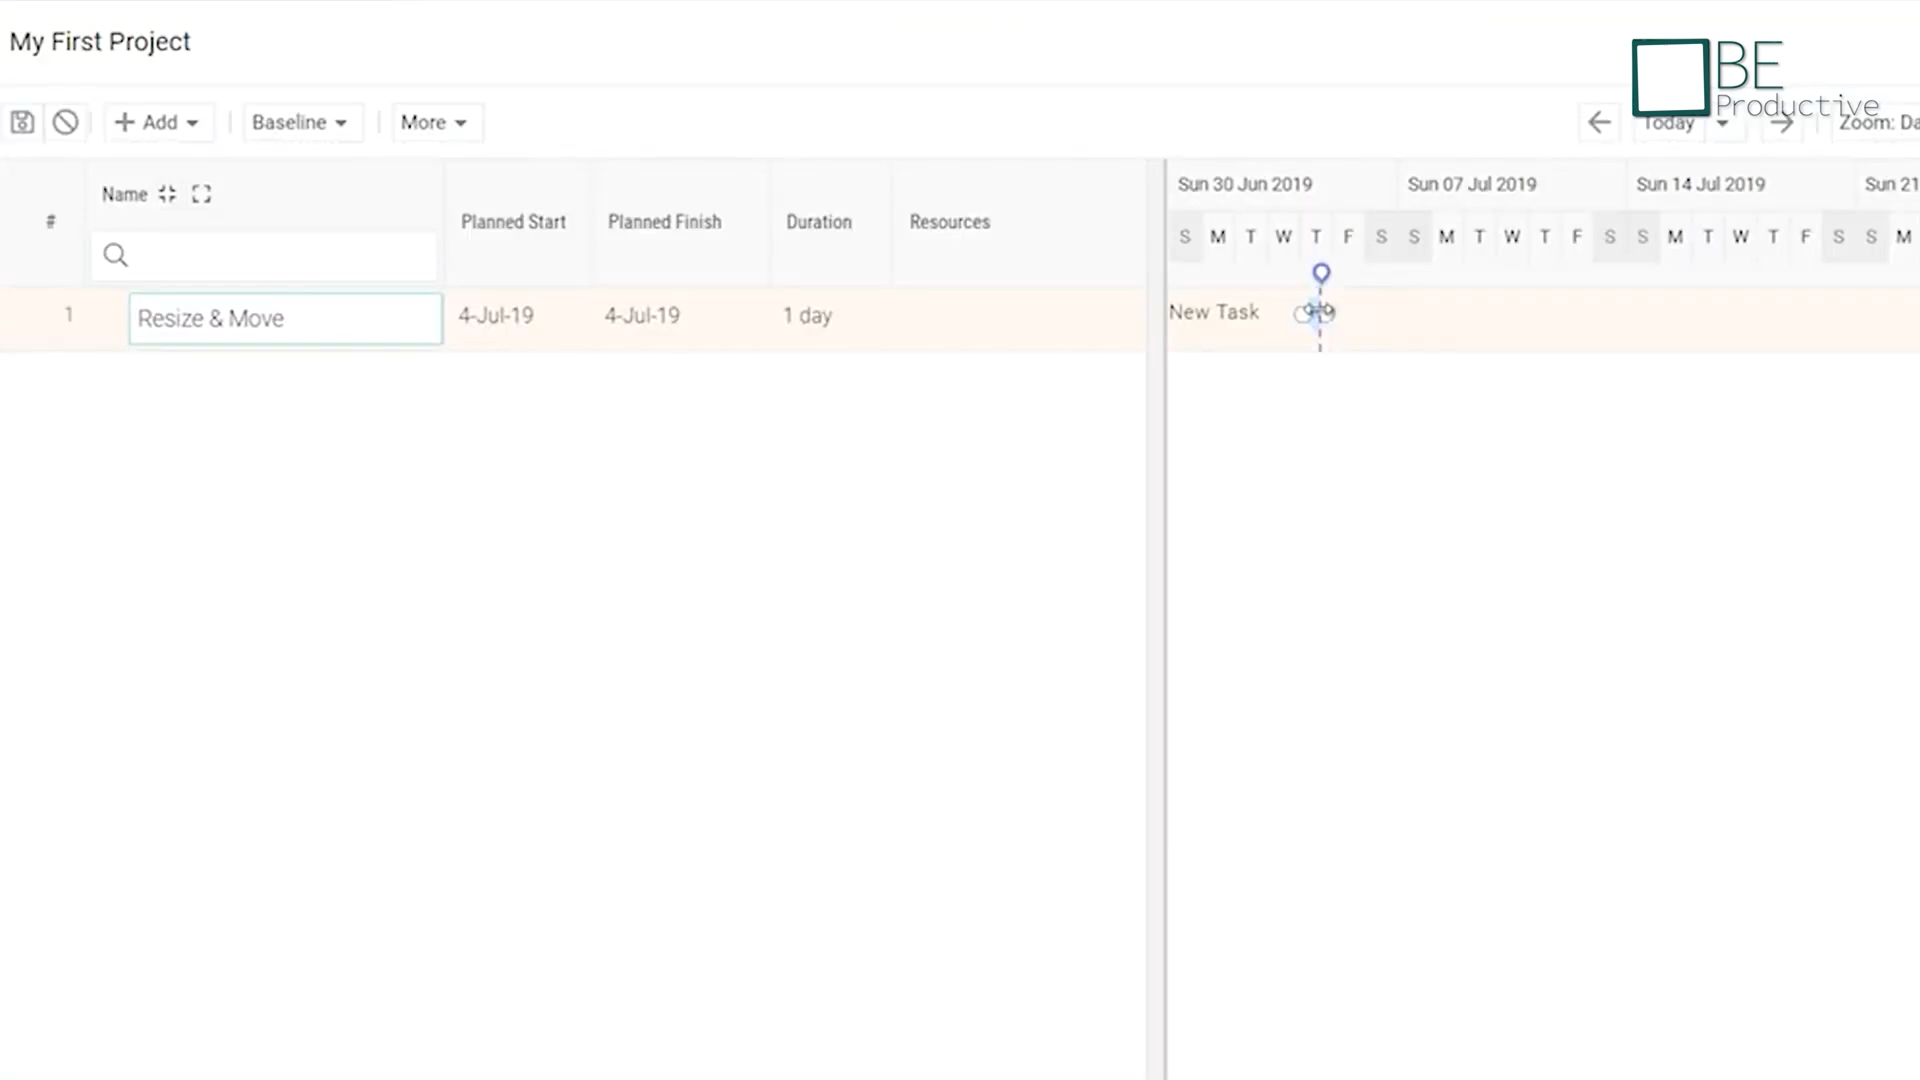 My First Project
BE
Productive
Add
Baseline
More
Today
Zoom: Da
#
Name
Planned Start
Planned Finish
Duration
Resources
Sun 30 Jun 2019
Sun 07 Jul 2019
Sun 14 Jul 2019
Sun 21
S M T W T F S S M T W T F S S M T W T F S S M
1
Resize & Move
4-Jul-19
4-Jul-19
1 day
New Task